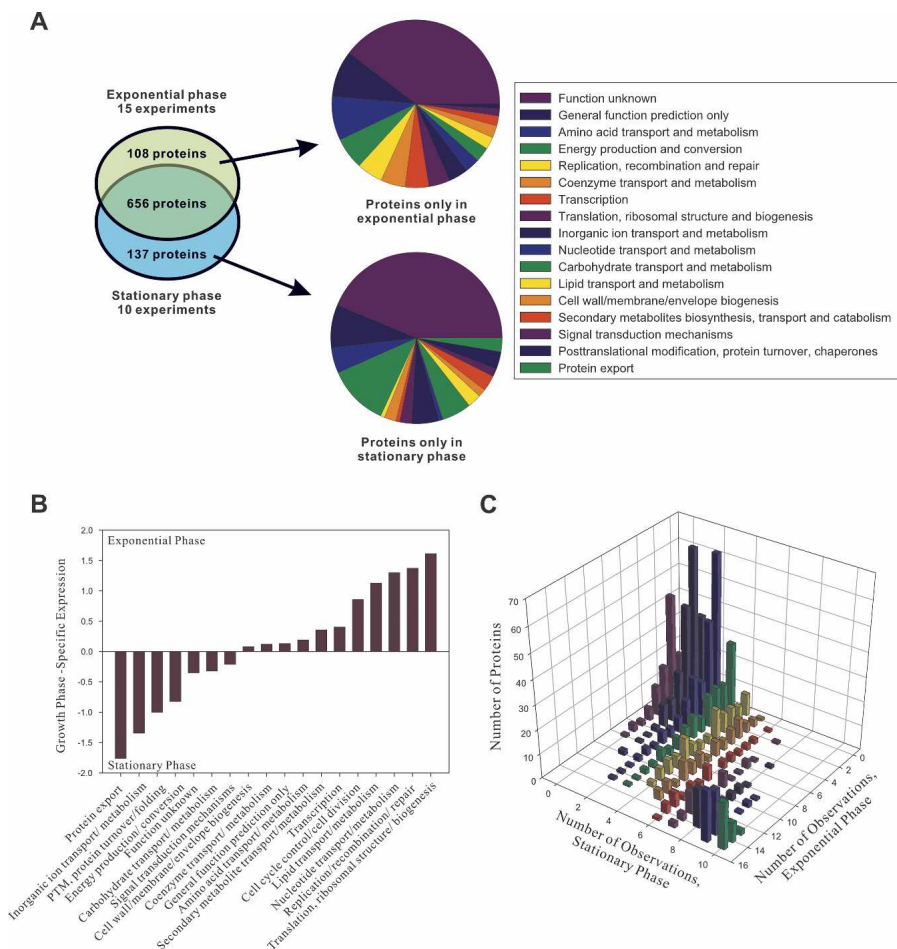 A
Exponential phase
15 experiments
108 proteins
656 proteins
137 proteins
Stationary phase
10 experiments
Proteins only in
exponential phase
Proteins only in
stationary phase
Function unknown
General function prediction only
Amino acid transport and metabolism
Energy production and conversion
Replication, recombination and repair
Coenzyme transport and metabolism
Transcription
Translation, ribosomal structure and biogenesis
Inorganic ion transport and metabolism
Nucleotide transport and metabolism
Carbohydrate transport and metabolism
Lipid transport and metabolism
Cell wall/membrane/envelope biogenesis
Secondary metabolites biosynthesis, transport and catabolism
Signal transduction mechanisms
Posttranslational modification, protein turnover, chaperones
Protein export
B
Growth Phase -Specific Expression
2.0
1.5
1.0
0.5
0.0
-0.5
-1.0
-1.5
-2.0
Exponential Phase
Stationary Phase
Protein export
Inorganic ion transport/ metabolism
PTM, protein turnover/folding
Energy production/ conversion
Function unknown
Carbohydrate transport/ metabolism
Signal transduction mechanisms
Cell wall/membrane/envelope biogenesis
Coenzyme transport/ metabolism
General function prediction only
Amino acid transport/ metabolism
Secondary metabolite transport/metabolism
Transcription
Cell cycle control/cell division
Lipid transport/metabolism
Nucleotide transport/metabolism
Replication/recombination/repair
Translation, ribosomal structure/ biogenesis
C
Number of Proteins
70
60
50
40
30
20
10
0
0
2
4
6
8
10
Number of Observations,
Stationary Phase
0
2
4
6
8
10
12
14
16
Number of Observations,
Exponential Phase